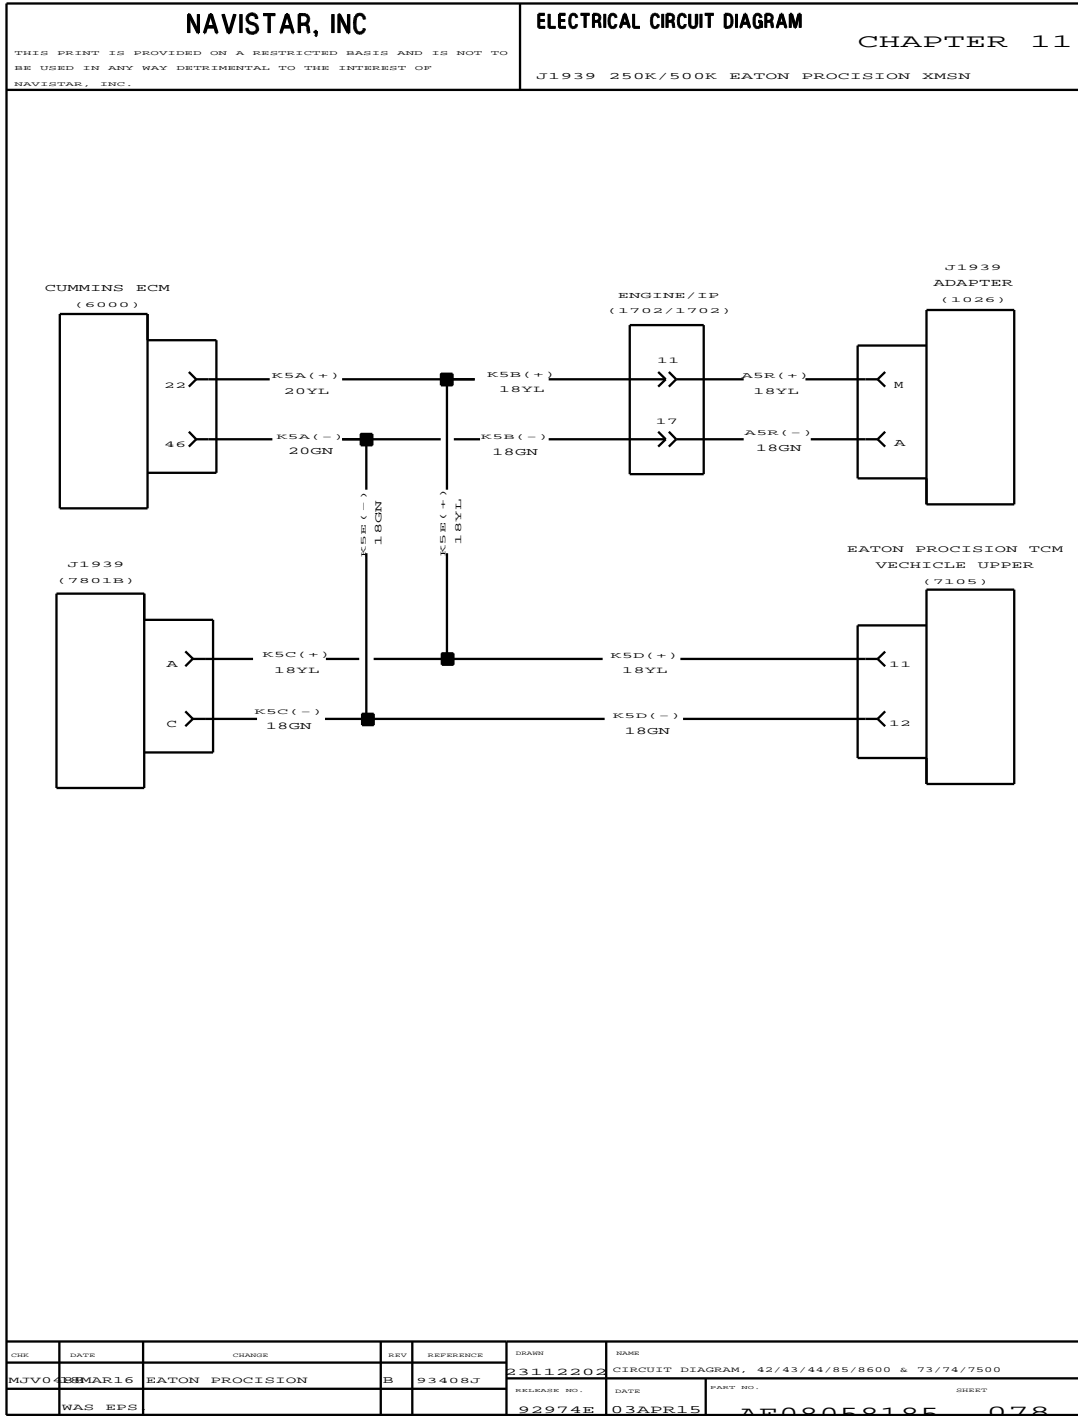 NAVISTAR, INC
THIS PRINT IS PROVIDED ON A RESTRICTED BASIS AND IS NOT TO
BE USED IN ANY WAY DETRIMENTAL TO THE INTEREST OF
NAVISTAR, INC.
ELECTRICAL CIRCUIT DIAGRAM
CHAPTER 11
J1939 250K/500K EATON PROCISION XMSN
CUMMINS ECM
(6000)
22
46
K5A(+)
20YL
K5A(-)
20GN
K5B(+)
18YL
K5B(-)
18GN
ENGINE/IP
(1702/1702)
11
17
A5R(+)
18YL
A5R(-)
18GN
J1939
ADAPTER
(1026)
M
A
K5E(-)
18GN
K5E(+)
18YL
J1939
(7801B)
A
C
K5C(+)
18YL
K5C(-)
18GN
K5D(+)
18YL
K5D(-)
18GN
EATON PROCISION TCM
VECHICLE UPPER
(7105)
11
12
CHK DATE CHANGE REV REFERENCE
EATON PROCISION B 93408J
WAS EPS
DRAWN
23112202
NAME
CIRCUIT DIAGRAM, 42/43/44/85/8600 & 73/74/7500
RELEASE NO.
92974E
DATE
03APR15
PART NO.
AE08058185
SHEET
078